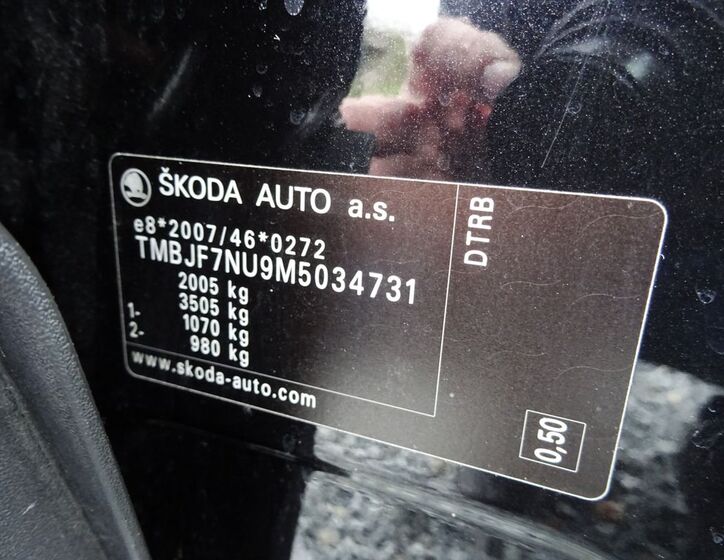 ŠKODA AUTO a.s.
e8*2007/46*0272
TMBJF7NU9M5034731
2005 kg
3505 kg
1- 1070 kg
2- 980 kg
www.skoda-auto.com
DTRB
0,50